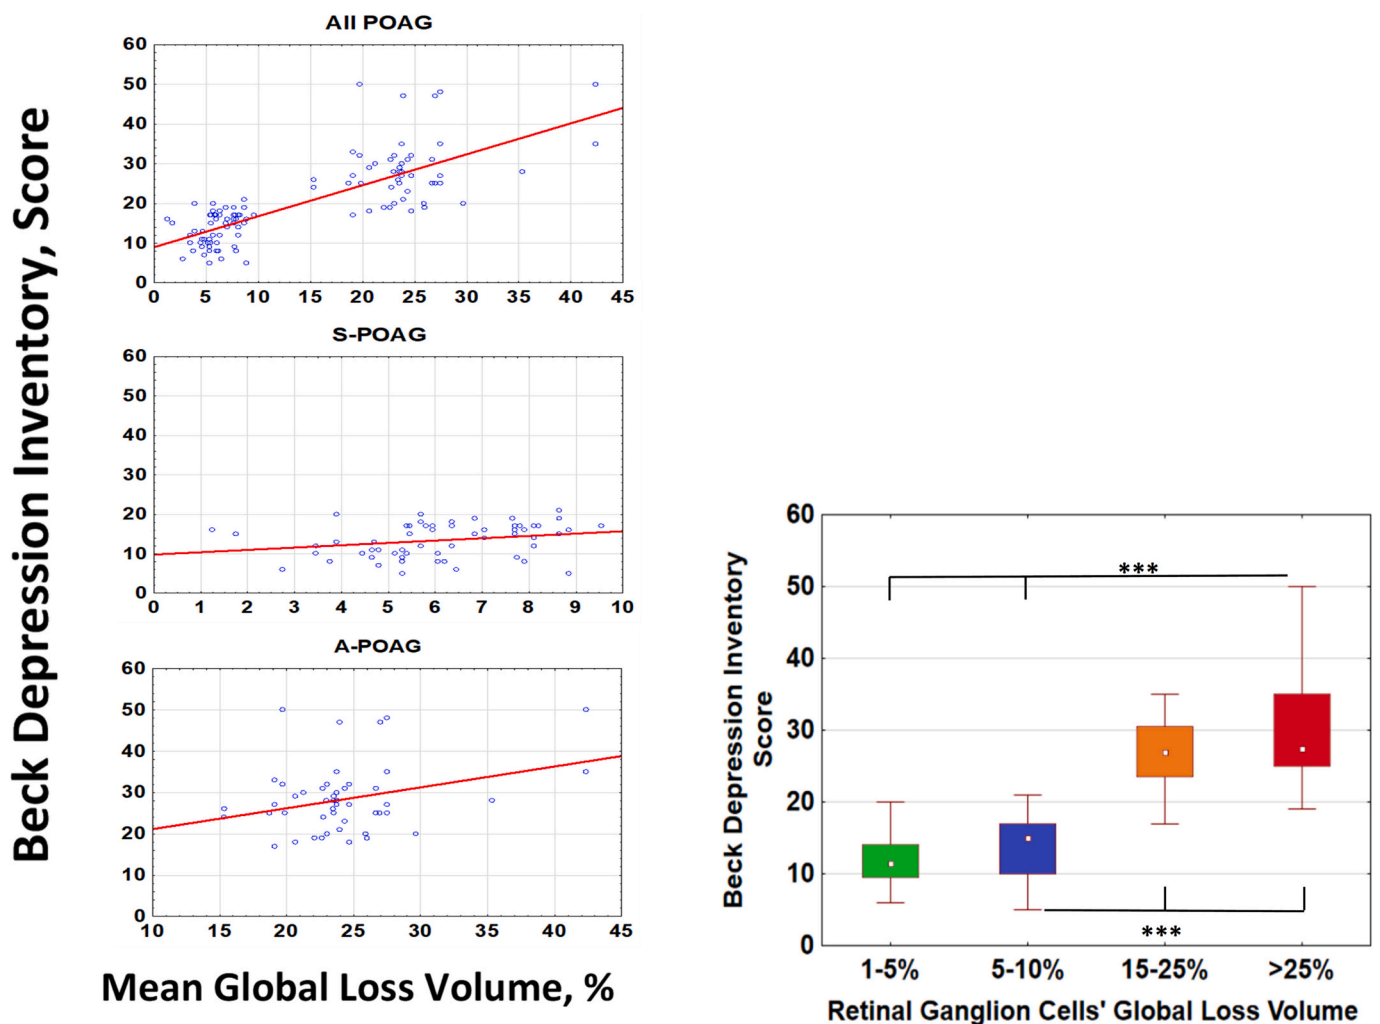 Beck Depression Inventory, Score
All POAG
60
50
40
30
20
10
0
0 5 10 15 20 25 30 35 40 45
S-POAG
60
50
40
30
20
10
0
0 1 2 3 4 5 6 7 8 9 10
A-POAG
60
50
40
30
20
10
0
10 15 20 25 30 35 40 45
Mean Global Loss Volume, %
Beck Depression Inventory
Score
60
50
40
30
20
10
0
***
***
1-5% 5-10% 15-25% >25%
Retinal Ganglion Cells' Global Loss Volume